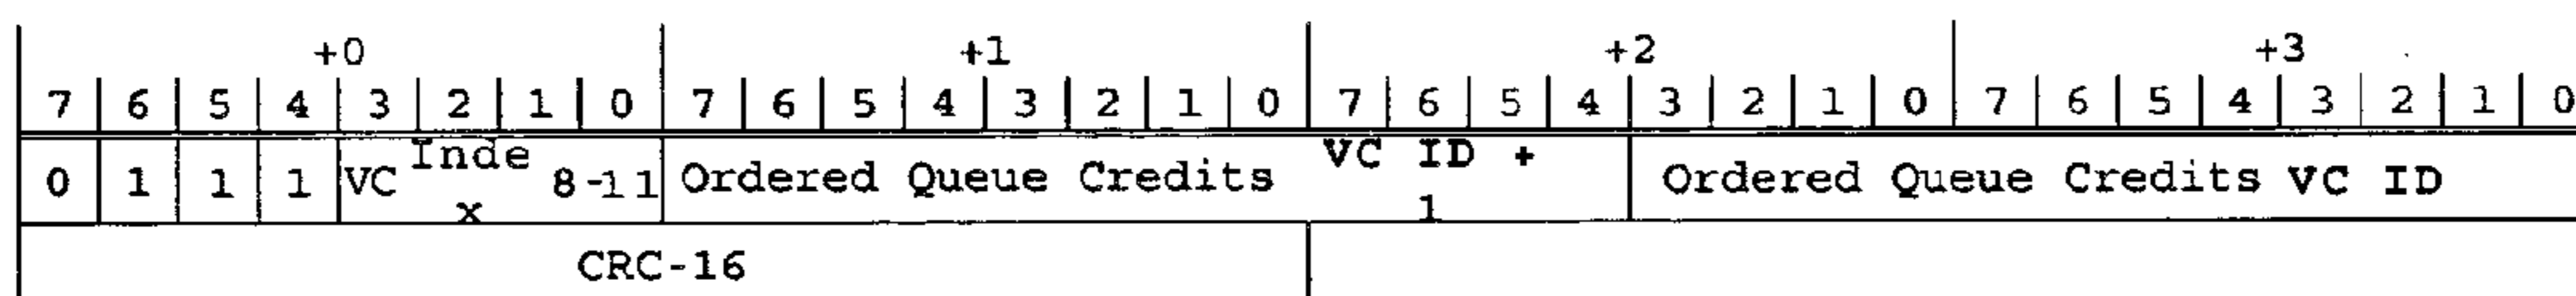 +0 +1 +2 +3
7 6 5 4 3 2 1 0 7 6 5 4 3 2 1 0 7 6 5 4 3 2 1 0 7 6 5 4 3 2 1 0
0 1 1 1 VC Inde x 8-11 Ordered Queue Credits VC ID + 1 Ordered Queue Credits VC ID
CRC-16